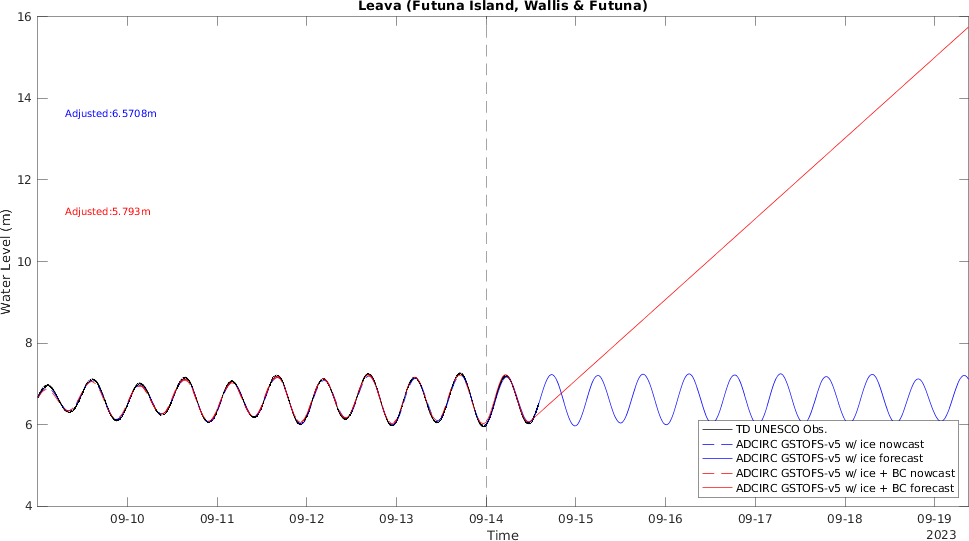 Leava (Futuna Island, Wallis & Futuna)
16
14
12
10
8
6
4
Water Level (m)
Adjusted:6.5708m
Adjusted:5.793m
TD UNESCO Obs.
ADCIRC GSTOFS-v5 w/ ice nowcast
ADCIRC GSTOFS-v5 w/ ice forecast
ADCIRC GSTOFS-v5 w/ ice + BC nowcast
ADCIRC GSTOFS-v5 w/ ice + BC forecast
09-10 09-11 09-12 09-13 09-14 09-15 09-16 09-17 09-18 09-19
2023
Time